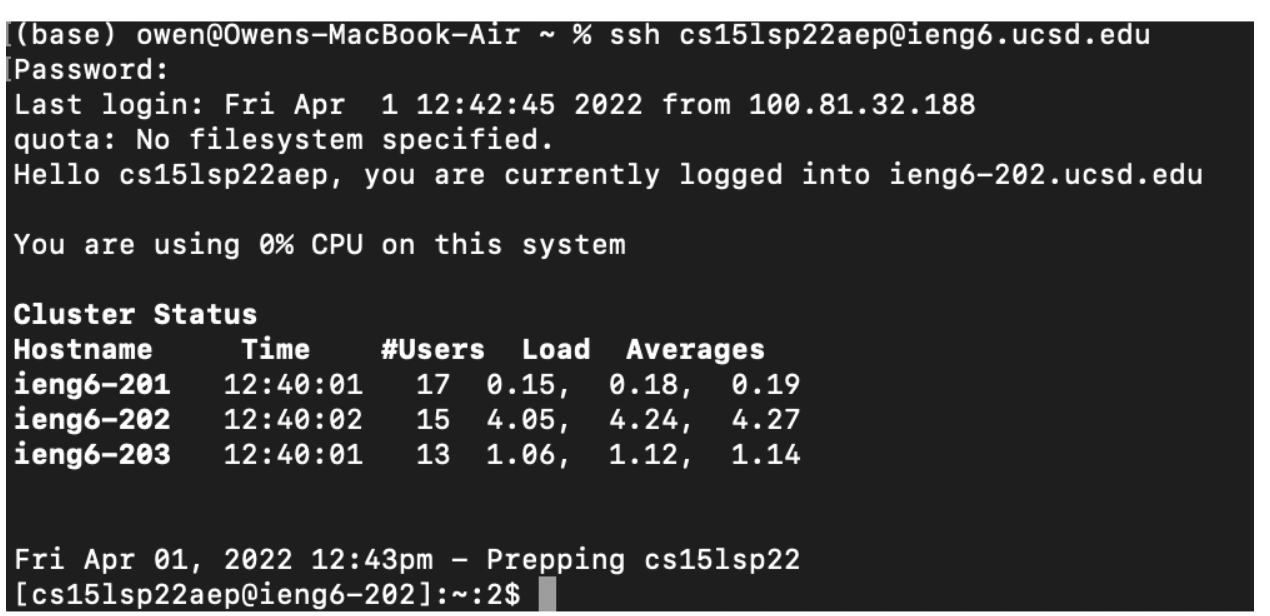 (base) owen@Owens-MacBook-Air ~ % ssh cs15lsp22aep@ieng6.ucsd.edu
Password:
Last login: Fri Apr  1 12:42:45 2022 from 100.81.32.188
quota: No filesystem specified.
Hello cs15lsp22aep, you are currently logged into ieng6-202.ucsd.edu
You are using 0% CPU on this system
Cluster Status
Hostname     Time    #Users  Load  Averages
ieng6-201   12:40:01   17  0.15,  0.18,  0.19
ieng6-202   12:40:02   15  4.05,  4.24,  4.27
ieng6-203   12:40:01   13  1.06,  1.12,  1.14
Fri Apr 01, 2022 12:43pm - Prepping cs15lsp22
[cs15lsp22aep@ieng6-202]:~:2$